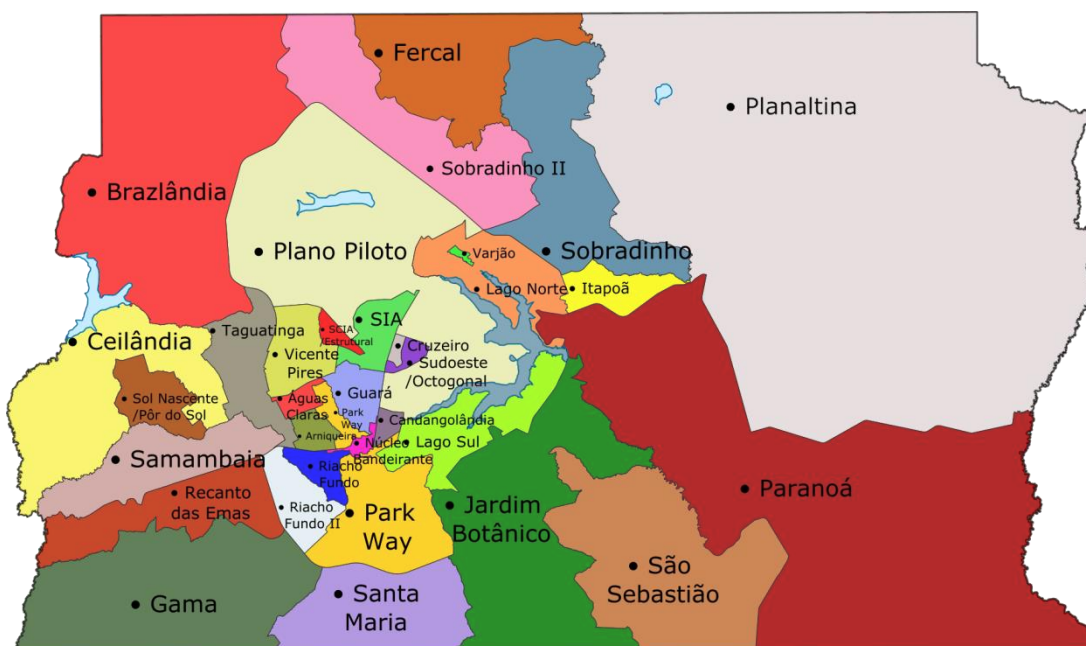 Fercal
Planaltina
Sobradinho II
Brazlândia
Plano Piloto
Varjão
Sobradinho
Lago Norte
Itapoã
Taguatinga
SCIA
/Estrutural
SIA
Ceilândia
Vicente
Pires
Cruzeiro
Sudoeste
/Octogonal
Sol Nascente
/Pôr do Sol
Águas
Claras
Guará
Park
Way
Candangolândia
Arniqueira
Núcleo
Bandeirante
Lago Sul
Samambaia
Riacho
Fundo
Recanto
das Emas
Riacho
Fundo II
Park
Way
Jardim
Botânico
Paranoá
São
Sebastião
Gama
Santa
Maria